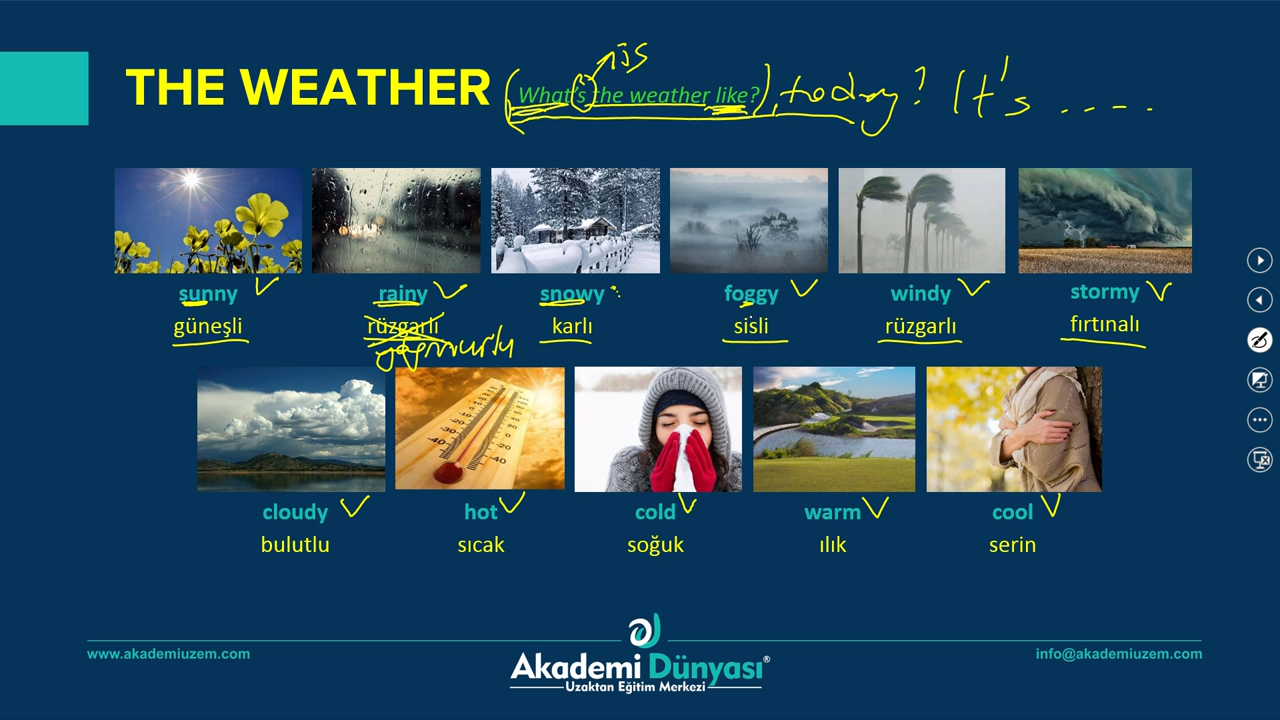 is
THE WEATHER (What's the weather like?), today? It's ....
sunny rainy snowy foggy windy stormy
güneşli rüzgarlı karlı sisli rüzgarlı fırtınalı
yağmurlu
cloudy hot cold warm cool
bulutlu sıcak soğuk ılık serin
www.akademiuzem.com
info@akademiuzem.com
Akademi Dünyası®
Uzaktan Eğitim Merkezi